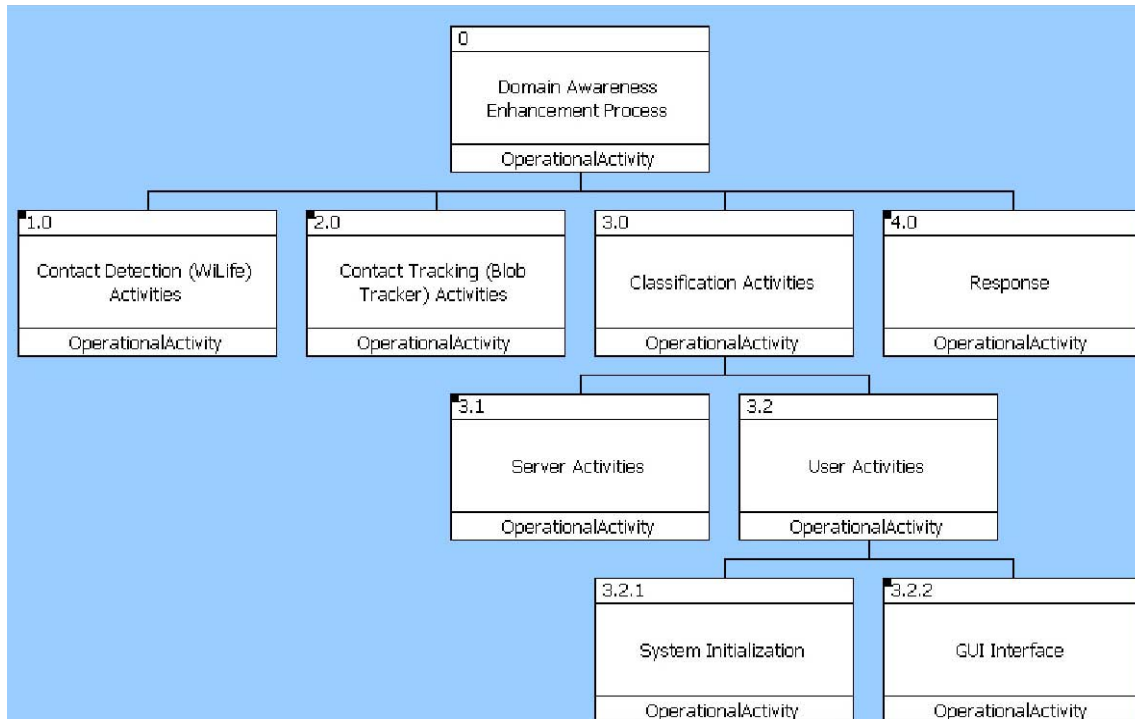 0
Domain Awareness
Enhancement Process
OperationalActivity
1.0
Contact Detection (WiLife)
Activities
OperationalActivity
2.0
Contact Tracking (Blob
Tracker) Activities
OperationalActivity
3.0
Classification Activities
OperationalActivity
4.0
Response
OperationalActivity
3.1
Server Activities
OperationalActivity
3.2
User Activities
OperationalActivity
3.2.1
System Initialization
OperationalActivity
3.2.2
GUI Interface
OperationalActivity